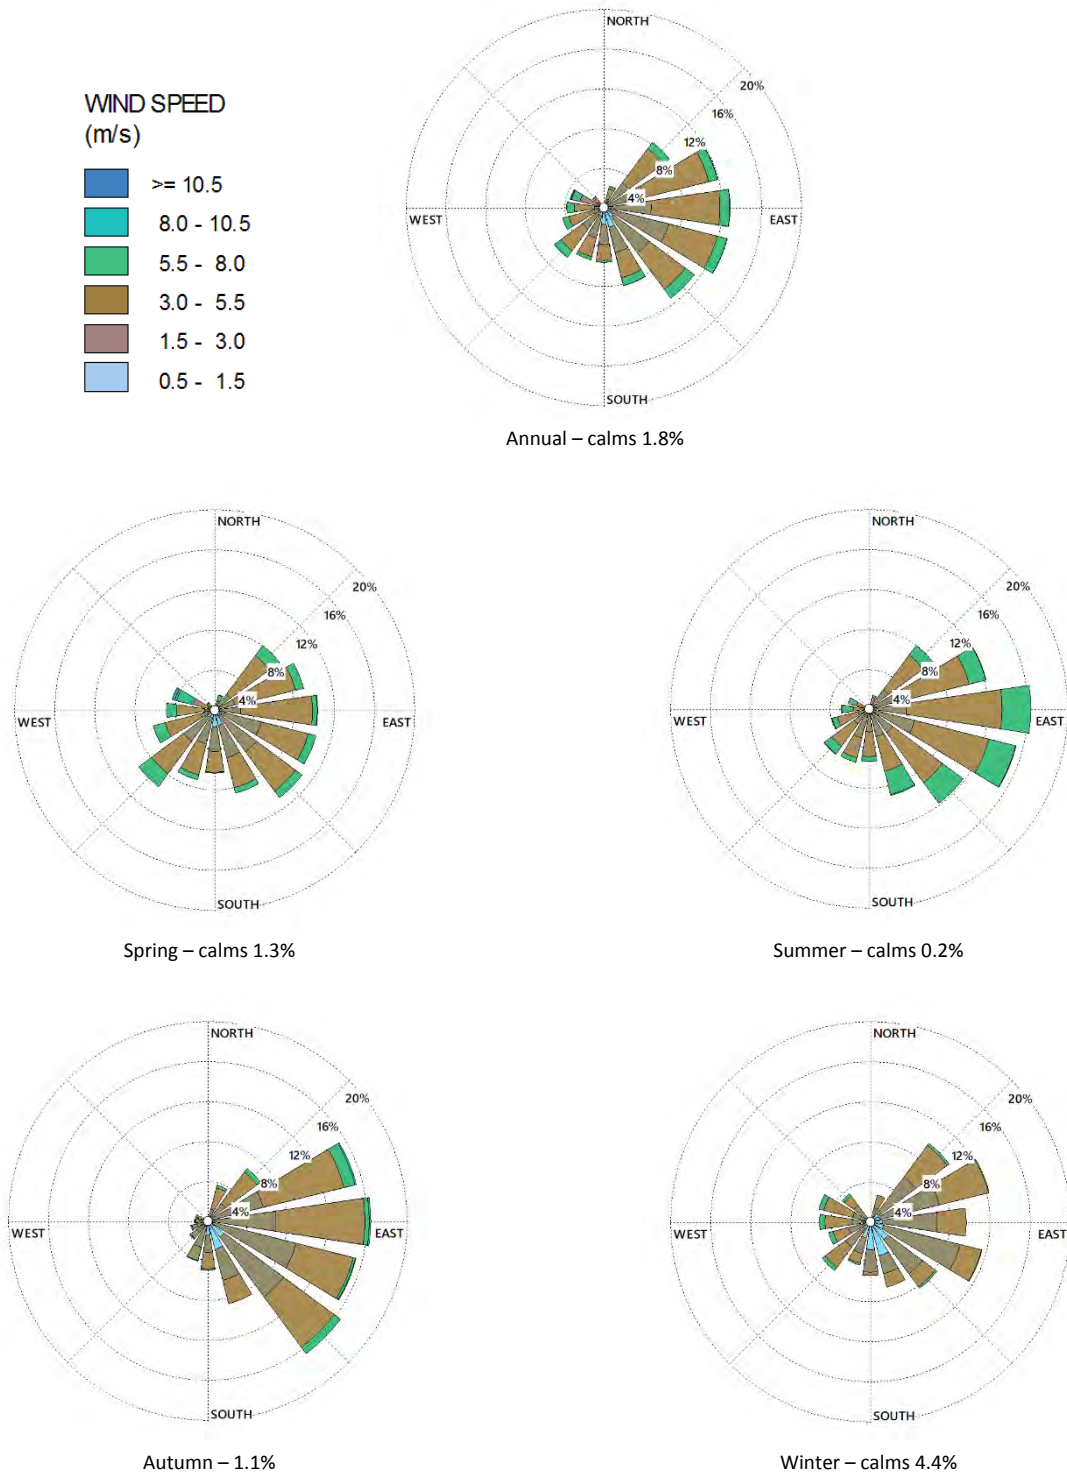 NORTH
20%
16%
12%
8%
4%
WEST
EAST
SOUTH
WIND SPEED
(m/s)
>= 10.5
8.0 - 10.5
5.5 - 8.0
3.0 - 5.5
1.5 - 3.0
0.5 - 1.5
Annual – calms 1.8%
NORTH
20%
16%
12%
8%
4%
WEST
EAST
SOUTH
Spring – calms 1.3%
NORTH
20%
16%
12%
8%
4%
WEST
EAST
SOUTH
Summer – calms 0.2%
NORTH
20%
16%
12%
8%
4%
WEST
EAST
SOUTH
Autumn – 1.1%
NORTH
20%
16%
12%
8%
4%
WEST
EAST
SOUTH
Winter – calms 4.4%